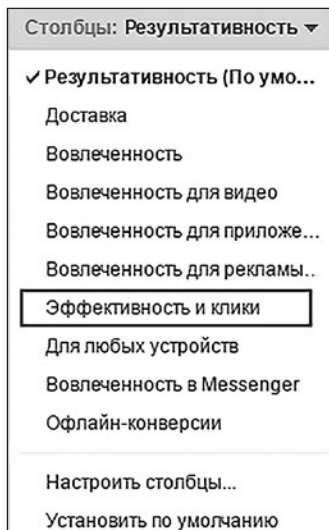 Столбцы: Результативность
Результативность (По умо...
Доставка
Вовлеченность
Вовлеченность для видео
Вовлеченность для приложе...
Вовлеченность для рекламы..
Эффективность и клики
Для любых устройств
Вовлеченность в Messenger
Офлайн-конверсии
Настроить столбцы...
Установить по умолчанию